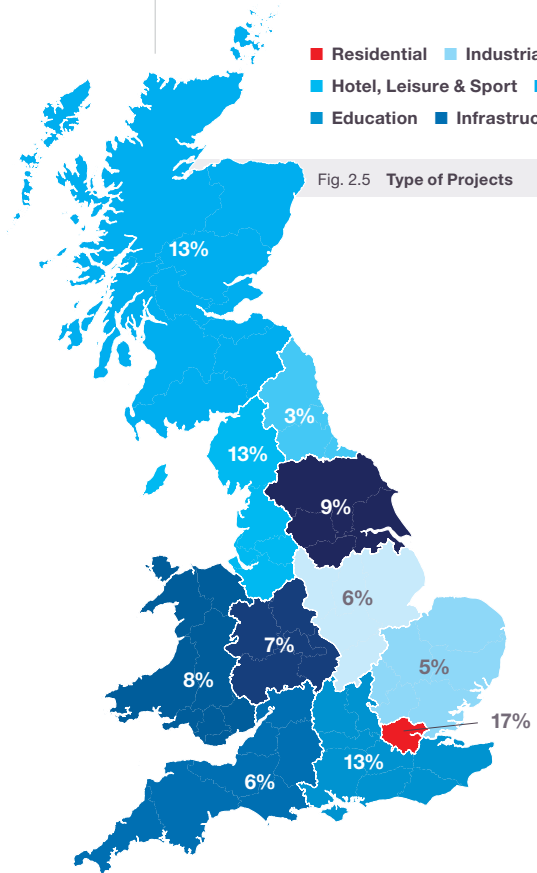 Residential
Hotel, Leisure & Sport
Education
Fig. 2.5 Type of Projects
13%
3%
13%
9%
6%
7%
5%
8%
17%
13%
6%